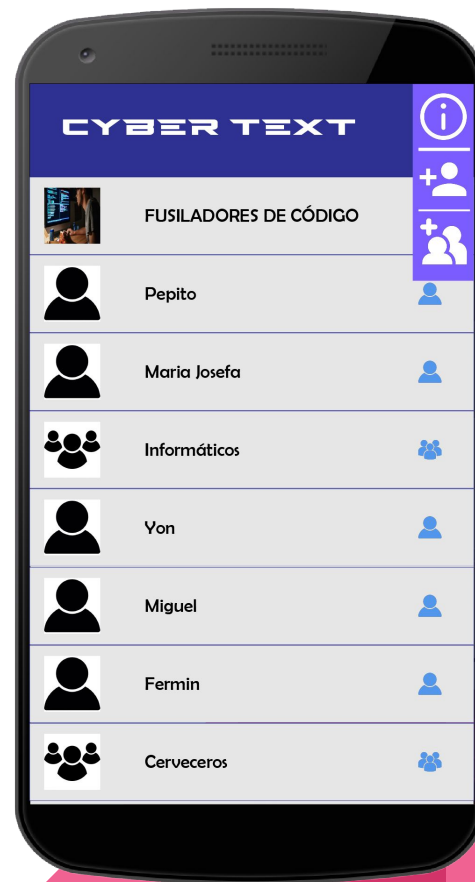 CYBER TEXT
FUSILADORES DE CÓDIGO
Pepito
Maria Josefa
Informáticos
Yon
Miguel
Fermin
Cerveceros